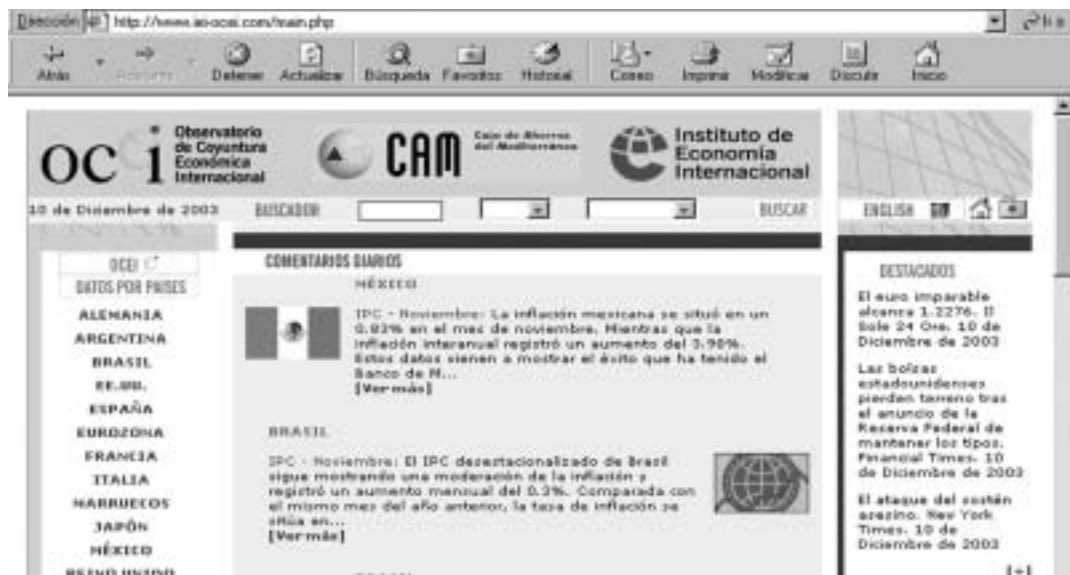 Dirección http://www.iei-ocei.com/main.php
Atrás
Detener Actualizar Búsqueda Favoritos Historial Correo Imprimir Modificar Discutir Inicio
Observatorio
de Coyuntura
Económica
Internacional
ocei
CAM
Caja de Ahorros
del Mediterráneo
Instituto de
Economía
Internacional
10 de Diciembre de 2003 BUSCADOR BUSCAR ENGLISH
OCEI
DATOS POR PAISES
ALEMANIA
ARGENTINA
BRASIL
EE.UU.
ESPAÑA
EUROZONA
FRANCIA
ITALIA
MARRUECOS
JAPÓN
MÉXICO
REINO UNIDO
COMENTARIOS DIARIOS
MÉXICO
IPC - Noviembre: La inflación mexicana se situó en un
0.83% en el mes de noviembre. Mientras que la
inflación interanual registró un aumento del 3.98%.
Estos datos vienen a mostrar el éxito que ha tenido el
Banco de M...
[Ver más]
BRASIL
IPC - Noviembre: El IPC desestacionalizado de Brasil
sigue mostrando una moderación de la inflación y
registró un aumento mensual del 0.3%. Comparada con
el mismo mes del año anterior, la tasa de inflación se
sitúa en...
[Ver más]
DESTACADOS
El euro imparable
alcanza 1.2276. Il
Sole 24 Ore. 10 de
Diciembre de 2003
Las bolsas
estadounidenses
pierden terreno tras
el anuncio de la
Reserva Federal de
mantener los tipos.
Financial Times. 10
de Diciembre de 2003
El ataque del sostén
asesino. New York
Times. 10 de
Diciembre de 2003
[+]